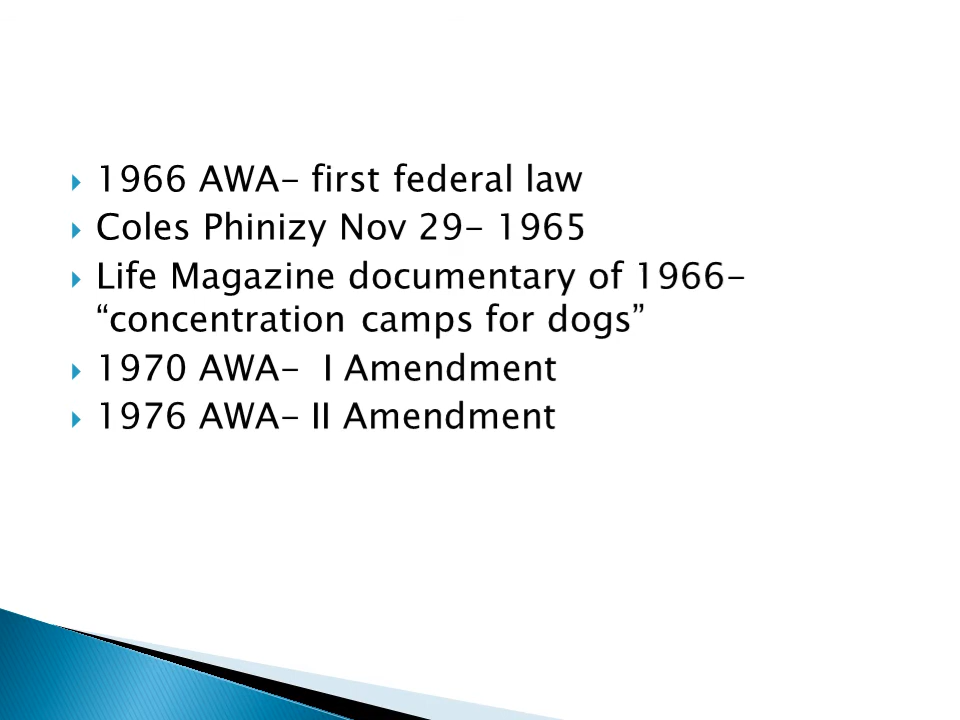 1966 AWA- first federal law
Coles Phinizy Nov 29- 1965
Life Magazine documentary of 1966-
“concentration camps for dogs”
1970 AWA-  I Amendment
1976 AWA- II Amendment